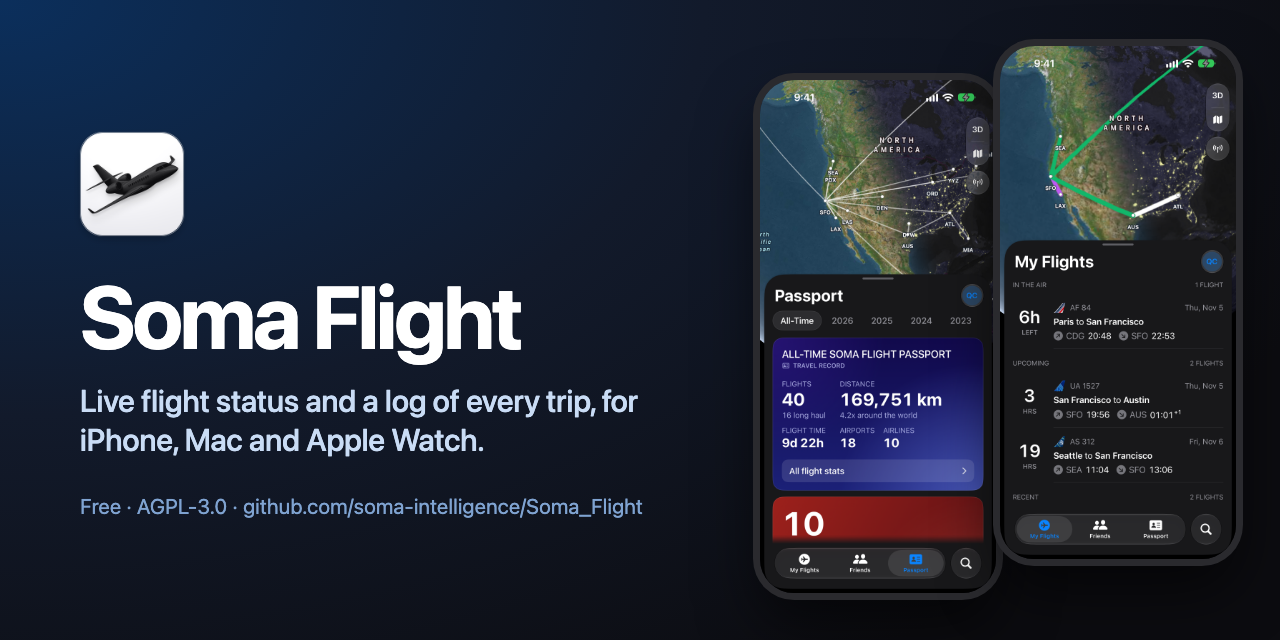 Soma Flight
Live flight status and a log of every trip, for
iPhone, Mac and Apple Watch.
Free · AGPL-3.0 · github.com/soma-intelligence/Soma_Flight
9:41
3D
NORTH
AMERICA
SEA
PDX
YYZ
ORD
DEN
SFO
LAS
LAX
ATL
DFW
AUS
MIA
Passport
QC
All-Time 2026 2025 2024 2023
ALL-TIME SOMA FLIGHT PASSPORT
TRAVEL RECORD
FLIGHTS DISTANCE
40 169,751 km
16 long haul 4.2x around the world
FLIGHT TIME AIRPORTS AIRLINES
9d 22h 18 10
All flight stats
10
My Flights Friends Passport
9:41
3D
NORTH
AMERICA
SEA
SFO
LAX
ATL
AUS
My Flights
QC
IN THE AIR 1 FLIGHT
AF 84 Thu, Nov 5
6h Paris to San Francisco
LEFT CDG 20:48 SFO 22:53
UPCOMING 2 FLIGHTS
UA 1527 Thu, Nov 5
3 San Francisco to Austin
HRS SFO 19:56 AUS 01:01+1
AS 312 Fri, Nov 6
19 Seattle to San Francisco
HRS SEA 11:04 SFO 13:06
RECENT 2 FLIGHTS
My Flights Friends Passport